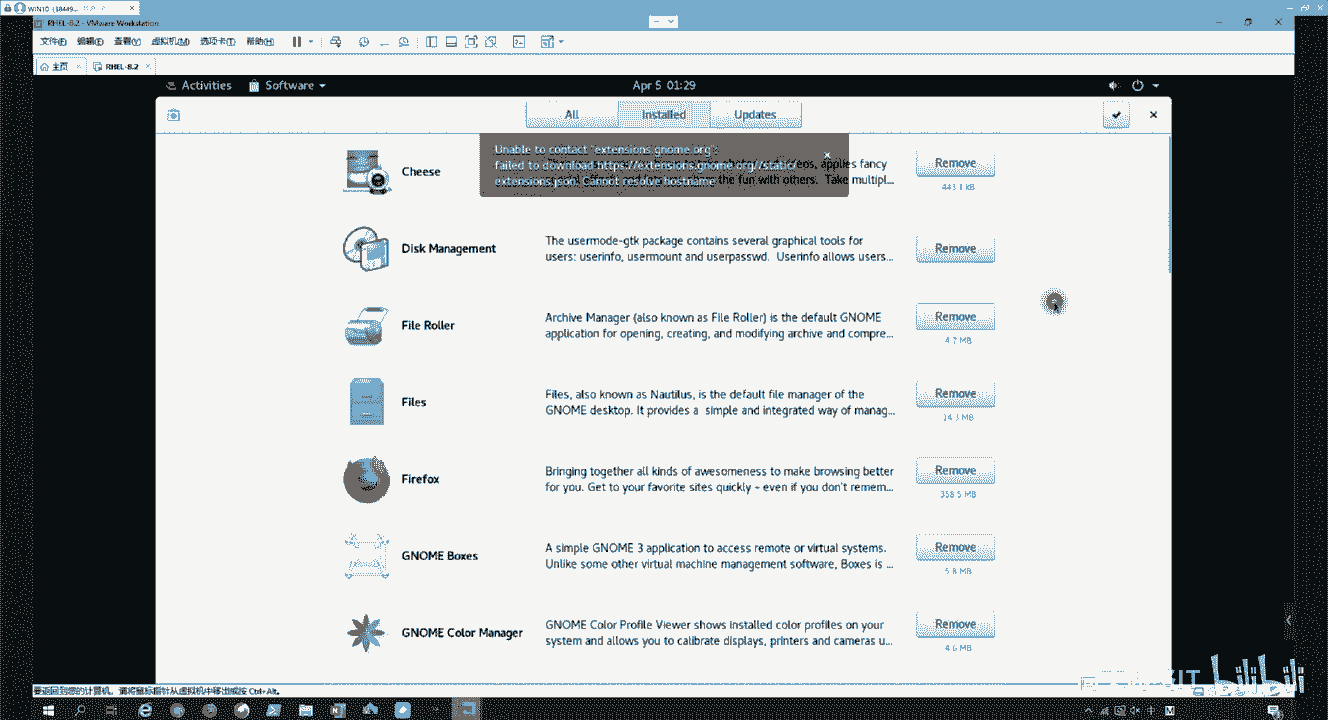 WIN10 (18449...
RHEL-8.2 - VMware Workstation
文件(F) 编辑(E) 查看(V) 虚拟机(M) 选项卡(T) 帮助(H)
主页
RHEL-8.2
Activities
Software
Apr 5 01:29
All
Installed
Updates
Unable to contact "extensions.gnome.org":
failed to download https://extensions.gnome.org//static/
extensions.json: cannot resolve hostname
Cheese
applies fancy
the fun with others. Take multipl...
Remove
443.1 kB
Disk Management
The usermode-gtk package contains several graphical tools for
users: userinfo, usermount and userpasswd. Userinfo allows users...
Remove
File Roller
Archive Manager (also known as File Roller) is the default GNOME
application for opening, creating, and modifying archive and compre...
Remove
4.7 MB
Files
Files, also known as Nautilus, is the default file manager of the
GNOME desktop. It provides a simple and integrated way of manag...
Remove
14.3 MB
Firefox
Bringing together all kinds of awesomeness to make browsing better
for you. Get to your favorite sites quickly – even if you don't remem...
Remove
358.5 MB
GNOME Boxes
A simple GNOME 3 application to access remote or virtual systems.
Unlike some other virtual machine management software, Boxes is ...
Remove
5.8 MB
GNOME Color Manager
GNOME Color Profile Viewer shows installed color profiles on your
system and allows you to calibrate displays, printers and cameras u...
Remove
4.6 MB
要返回到您的计算机，请将鼠标指针从虚拟机中移出或按 Ctrl+Alt。
bilibili
中
M